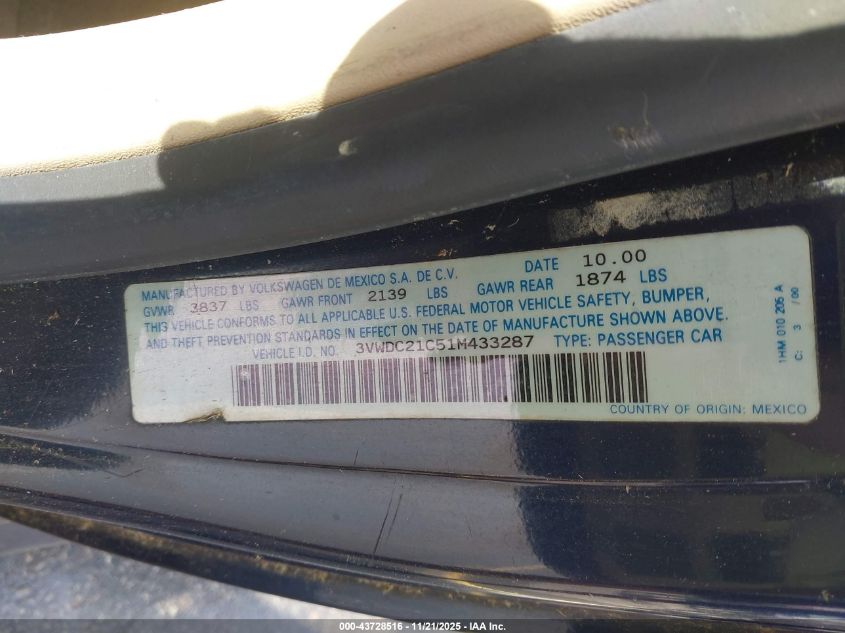 MANUFACTURED BY VOLKSWAGEN DE MEXICO S.A. DE C.V. DATE 10.00
GVWR 3837 LBS GAWR FRONT 2139 LBS GAWR REAR 1874 LBS
THIS VEHICLE CONFORMS TO ALL APPLICABLE U.S. FEDERAL MOTOR VEHICLE SAFETY, BUMPER,
AND THEFT PREVENTION STANDARDS IN EFFECT ON THE DATE OF MANUFACTURE SHOWN ABOVE.
VEHICLE I.D. NO. 3VWDC21C51M433287 TYPE: PASSENGER CAR
COUNTRY OF ORIGIN: MEXICO
1HM 010 205 A
C: 3 / 00
000-43728516 - 11/21/2025 - IAA Inc.